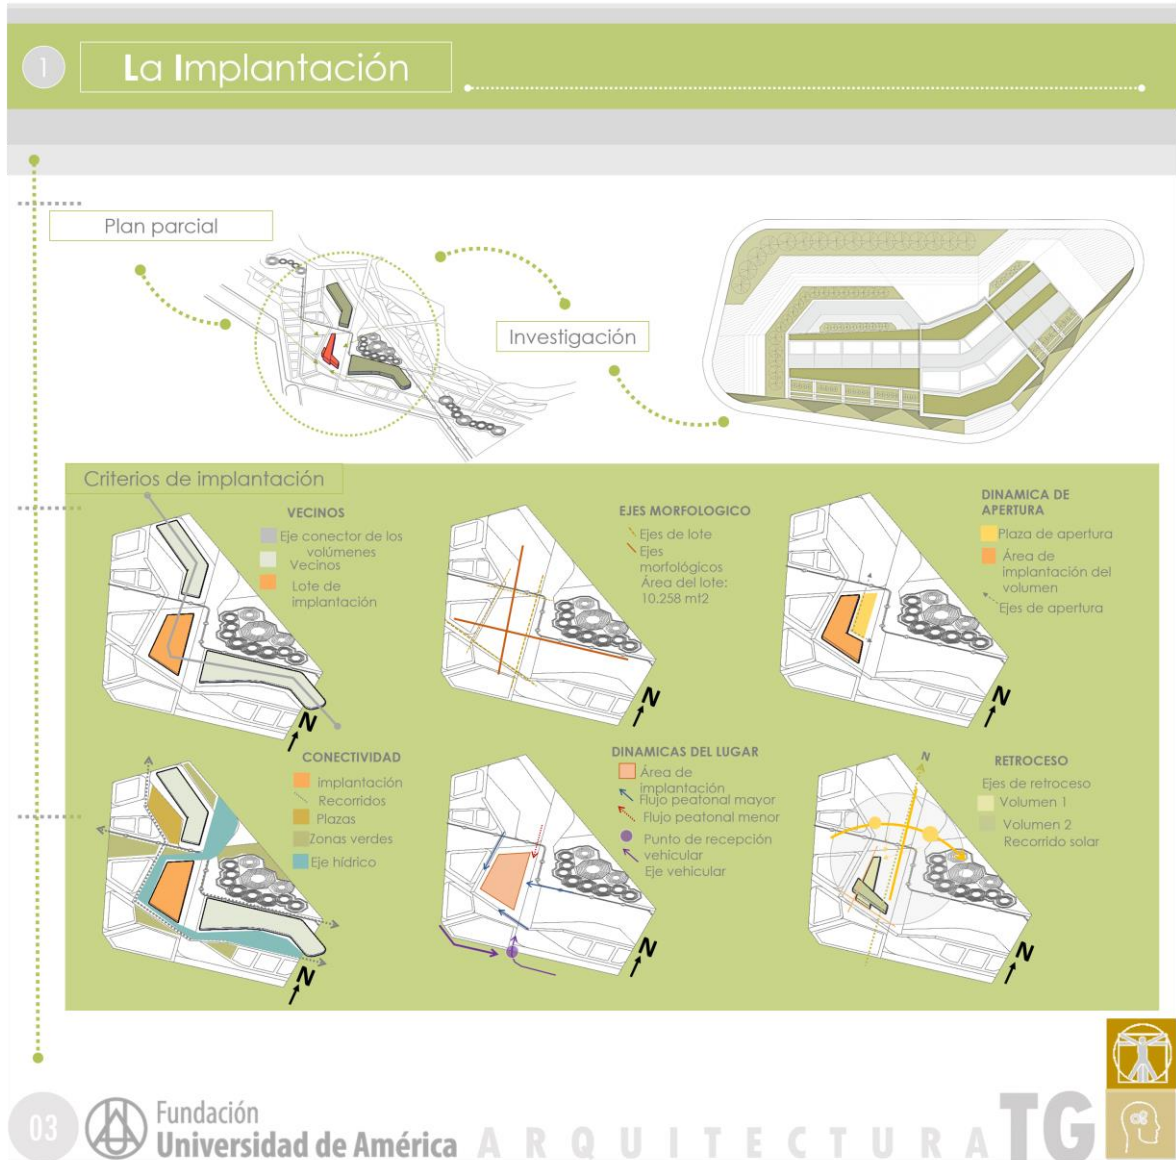 1
La Implantación
Plan parcial
Investigación
Criterios de implantación
VECINOS
Eje conector de los
volúmenes
Vecinos
Lote de
implantación
N
EJES MORFOLOGICO
Ejes de lote
Ejes
morfológicos
Área del lote:
10.258 mt2
N
DINAMICA DE
APERTURA
Plaza de apertura
Área de
implantación del
volumen
Ejes de apertura
N
CONECTIVIDAD
implantación
Recorridos
Plazas
Zonas verdes
Eje hídrico
N
DINAMICAS DEL LUGAR
Área de
implantación
Flujo peatonal mayor
Flujo peatonal menor
Punto de recepción
vehicular
Eje vehicular
N
RETROCESO
Ejes de retroceso
Volumen 1
Volumen 2
Recorrido solar
N
N
03
Fundación
Universidad de América
ARQUITECTURA
TG